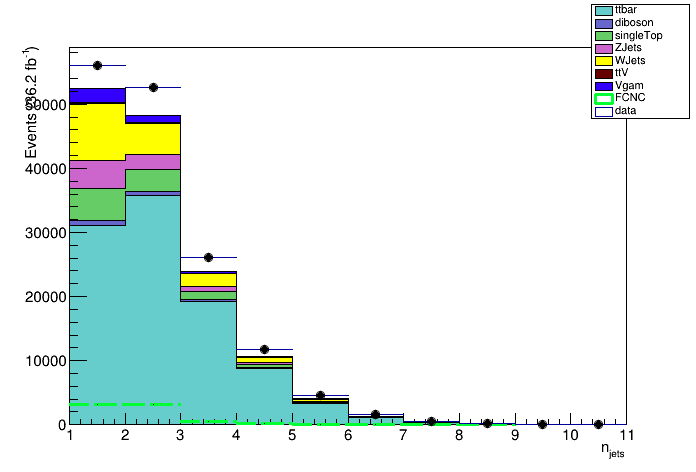 ttbar
diboson
singleTop
ZJets
WJets
ttV
Vgam
FCNC
data
Events (36.2 fb⁻¹)
50000
40000
30000
20000
10000
0
1 2 3 4 5 6 7 8 9 10 11
n_jets